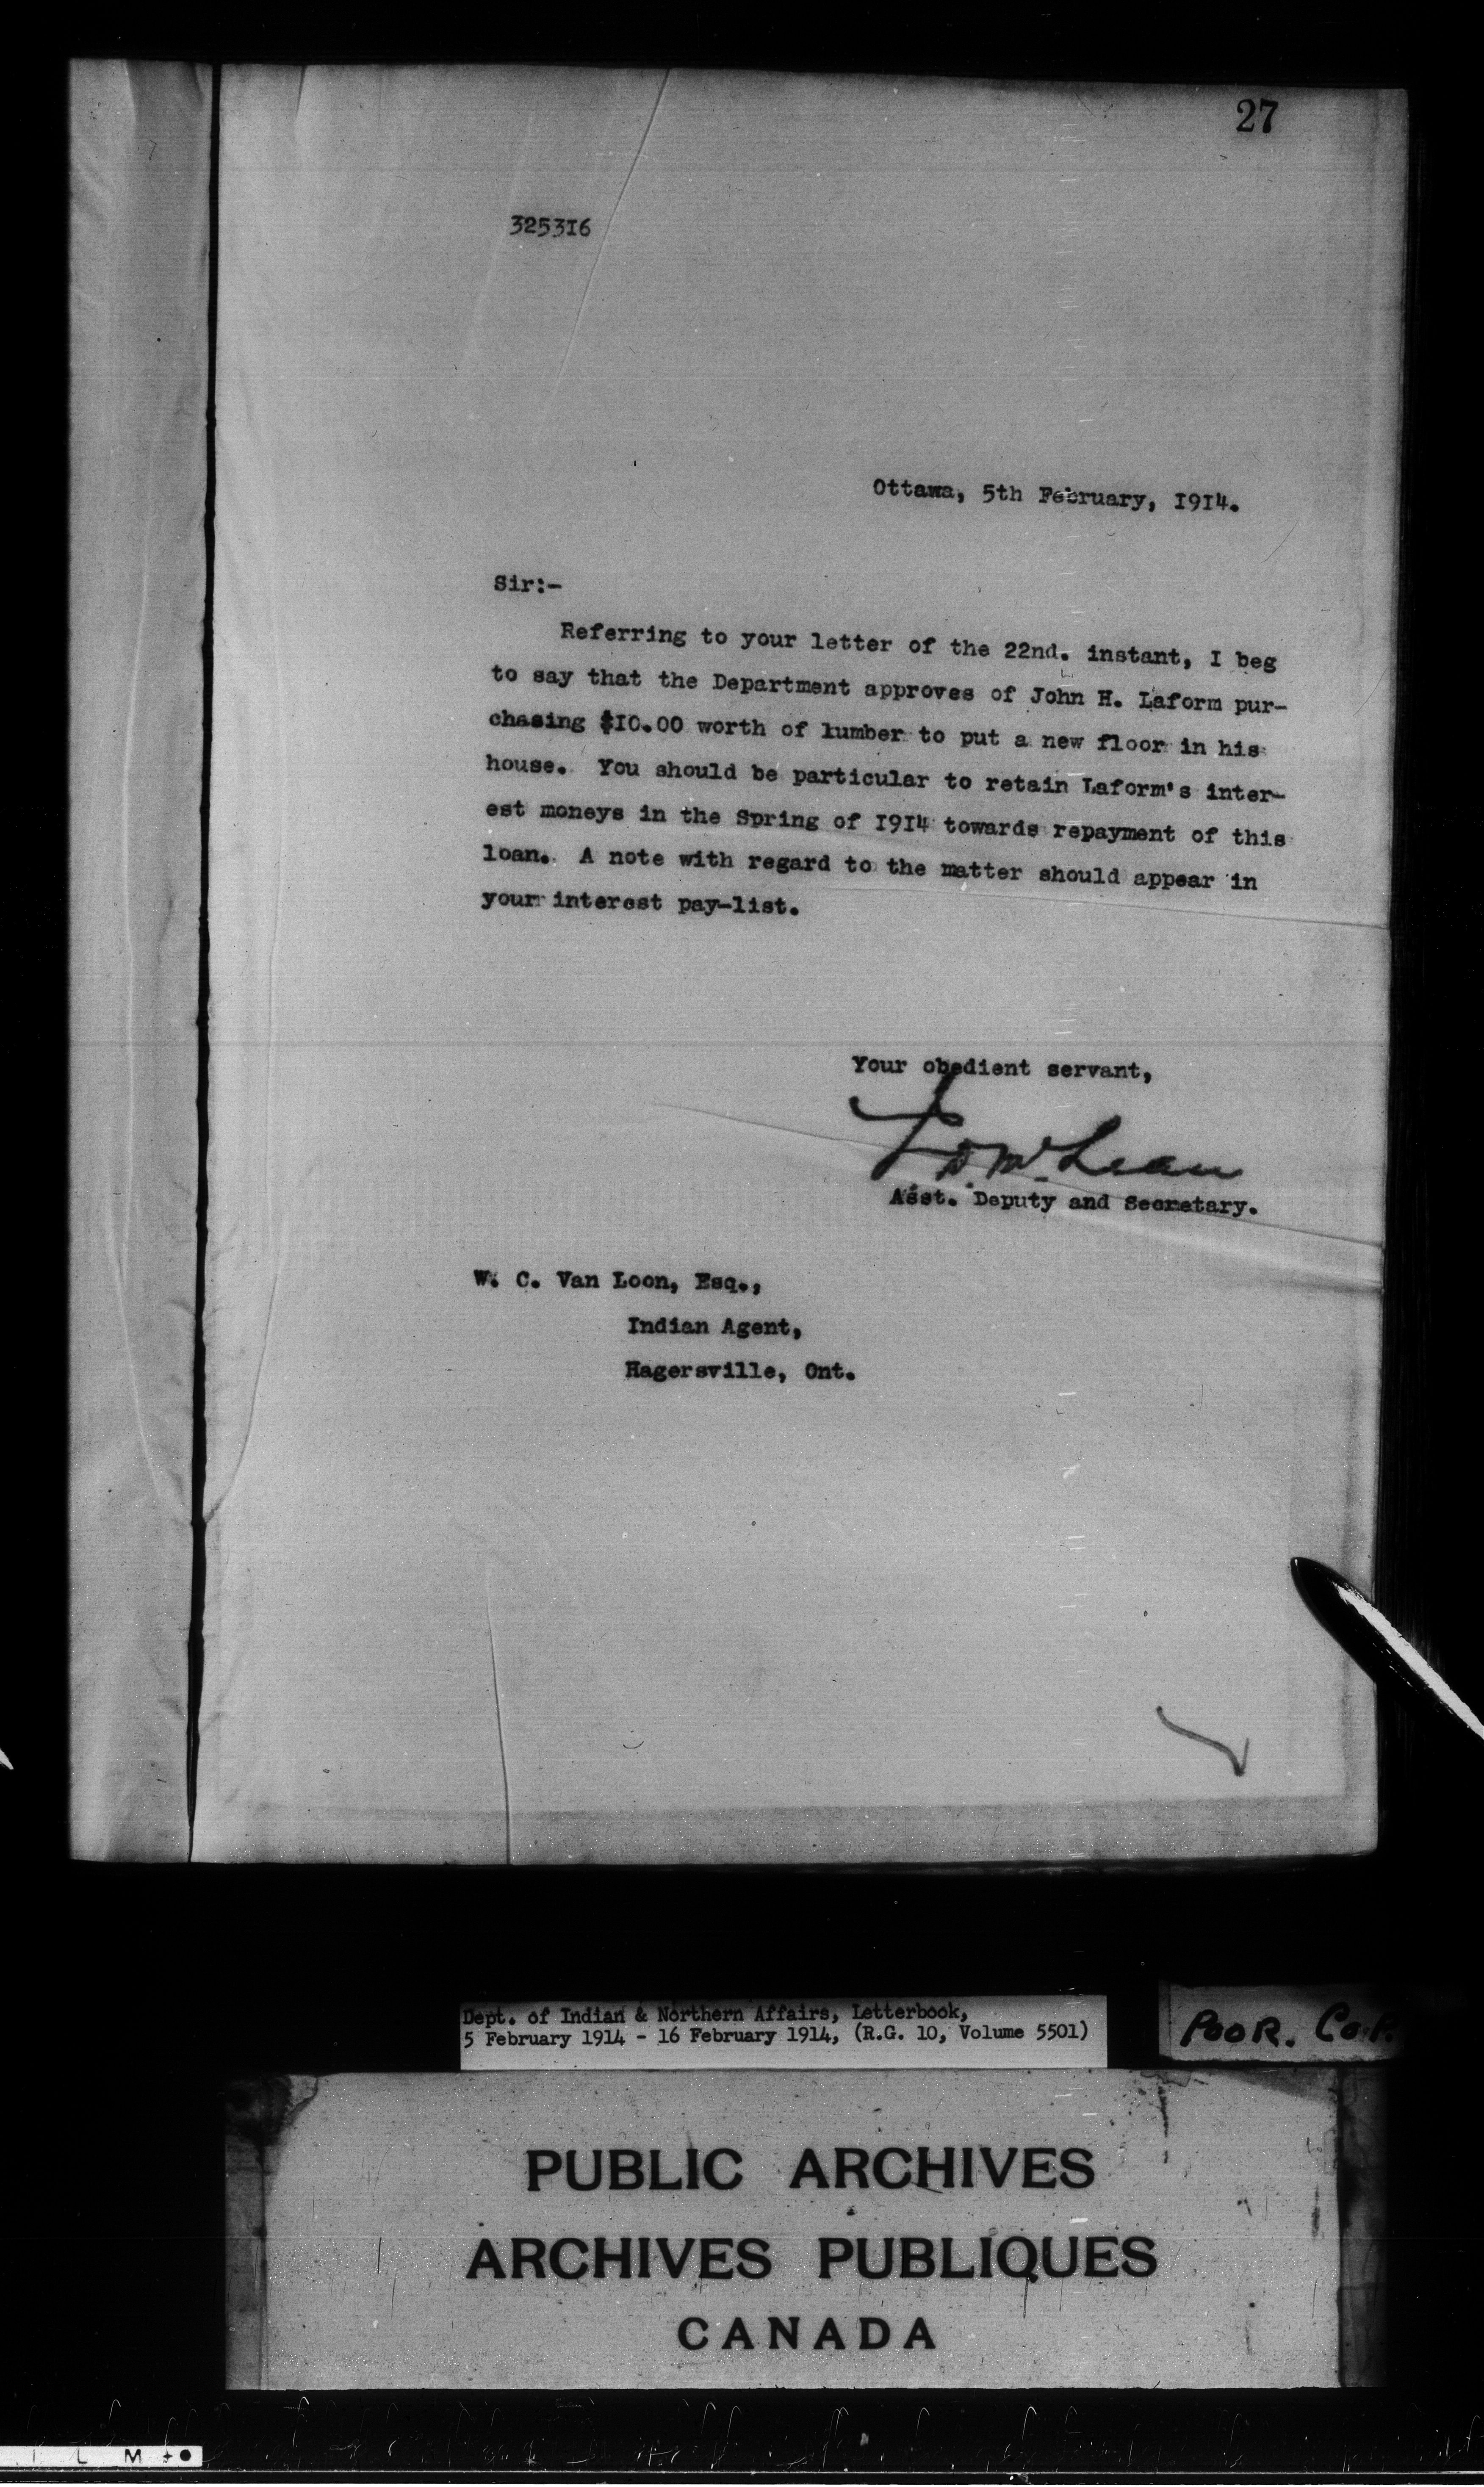 27
325316
Ottawa, 5th February, 1914.
Sir:-
Referring to your letter of the 22nd. instant, I beg
to say that the Department approves of John H. Laform pur-
chasing $10.00 worth of lumber to put a new floor in his
house. You should be particular to retain Laform's inter-
est moneys in the Spring of 1914 towards repayment of this
loan. A note with regard to the matter should appear in
your interest pay-list.
Your obedient servant,
J D McLean
Asst. Deputy and Secretary.
W. C. Van Loon, Esq.,
Indian Agent,
Hagersville, Ont.
Dept. of Indian & Northern Affairs, Letterbook,
5 February 1914 - 16 February 1914, (R.G. 10, Volume 5501)
POOR.
PUBLIC ARCHIVES
ARCHIVES PUBLIQUES
CANADA
I L M